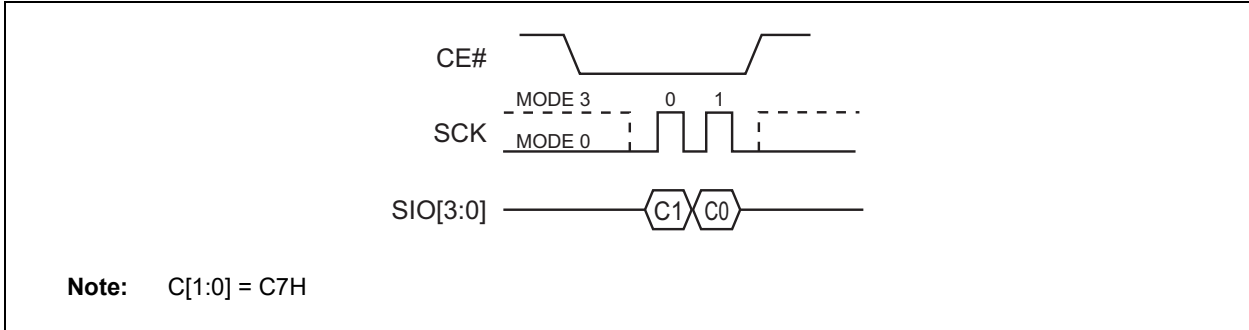 CE#
MODE 3 0 1
SCK
MODE 0
SIO[3:0] C1 C0
Note: C[1:0] = C7H